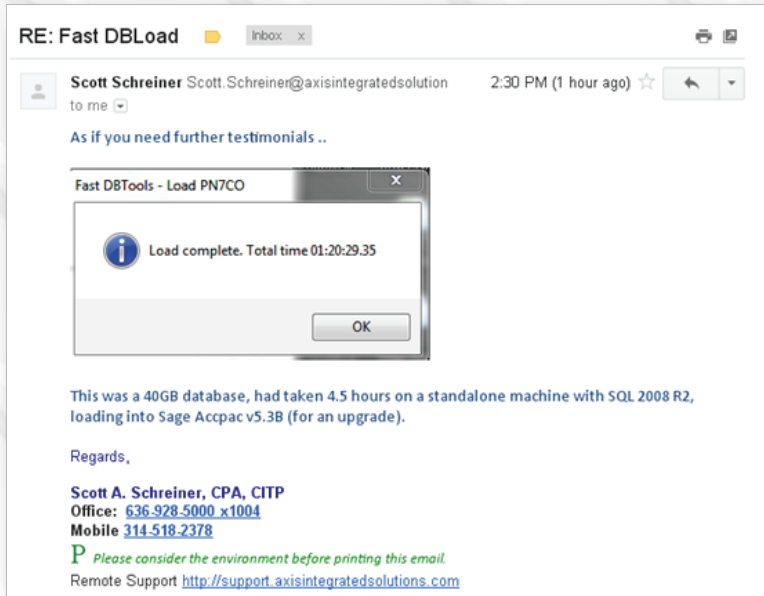 RE: Fast DBLoad Inbox x
Scott Schreiner Scott.Schreiner@axisintegratedsolution 2:30 PM (1 hour ago)
to me
As if you need further testimonials ..
Fast DBTools - Load PN7CO x
Load complete. Total time 01:20:29.35
OK
This was a 40GB database, had taken 4.5 hours on a standalone machine with SQL 2008 R2,
loading into Sage Accpac v5.3B (for an upgrade).
Regards,
Scott A. Schreiner, CPA, CITP
Office: 636-928-5000 x1004
Mobile 314-518-2378
P Please consider the environment before printing this email.
Remote Support http://support.axisintegratedsolutions.com